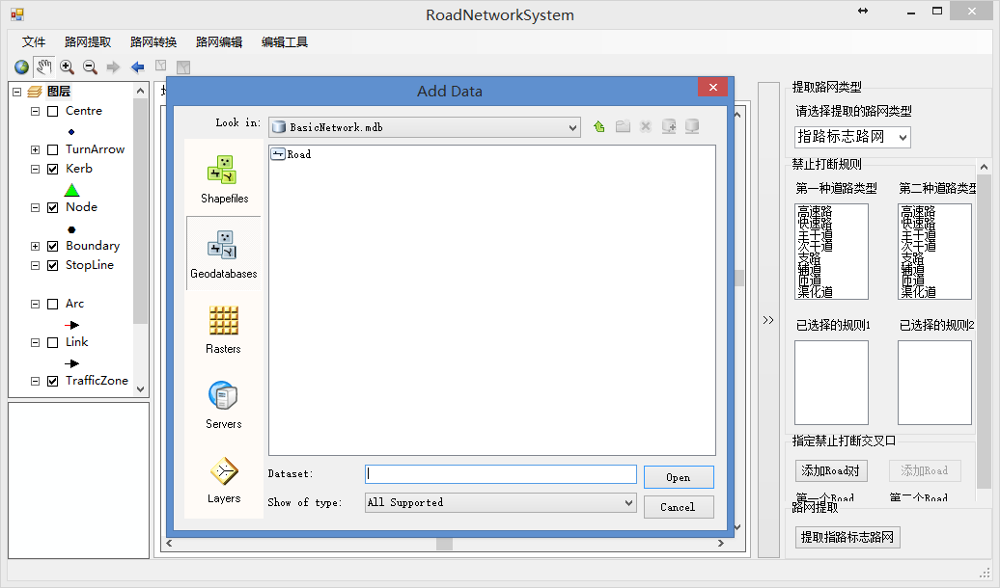 RoadNetworkSystem
文件 路网提取 路网转换 路网编辑 编辑工具
图层
Centre
TurnArrow
Kerb
Node
Boundary
StopLine
Arc
Link
TrafficZone
Add Data
Look in:
BasicNetwork.mdb
Shapefiles
Geodatabases
Rasters
Servers
Layers
Road
Dataset:
Open
Show of type:
All Supported
Cancel
>>
提取路网类型
请选择提取的路网类型
指路标志路网
禁止打断规则
第一种道路类型 第二种道路类型
高速路 高速路
快速路 快速路
主干道 主干道
次干道 次干道
支路 支路
辅道 辅道
匝道 匝道
渠化道 渠化道
已选择的规则1 已选择的规则2
指定禁止打断交叉口
添加Road对 添加Road
第一个Road 第二个Road
路网提取
提取指路标志路网